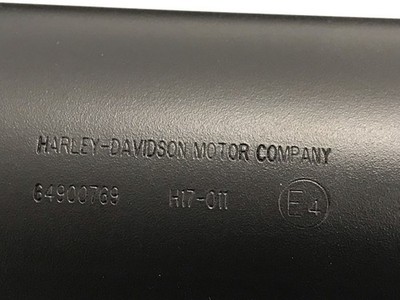 HARLEY-DAVIDSON MOTOR COMPANY
64900769 H17-011 E4